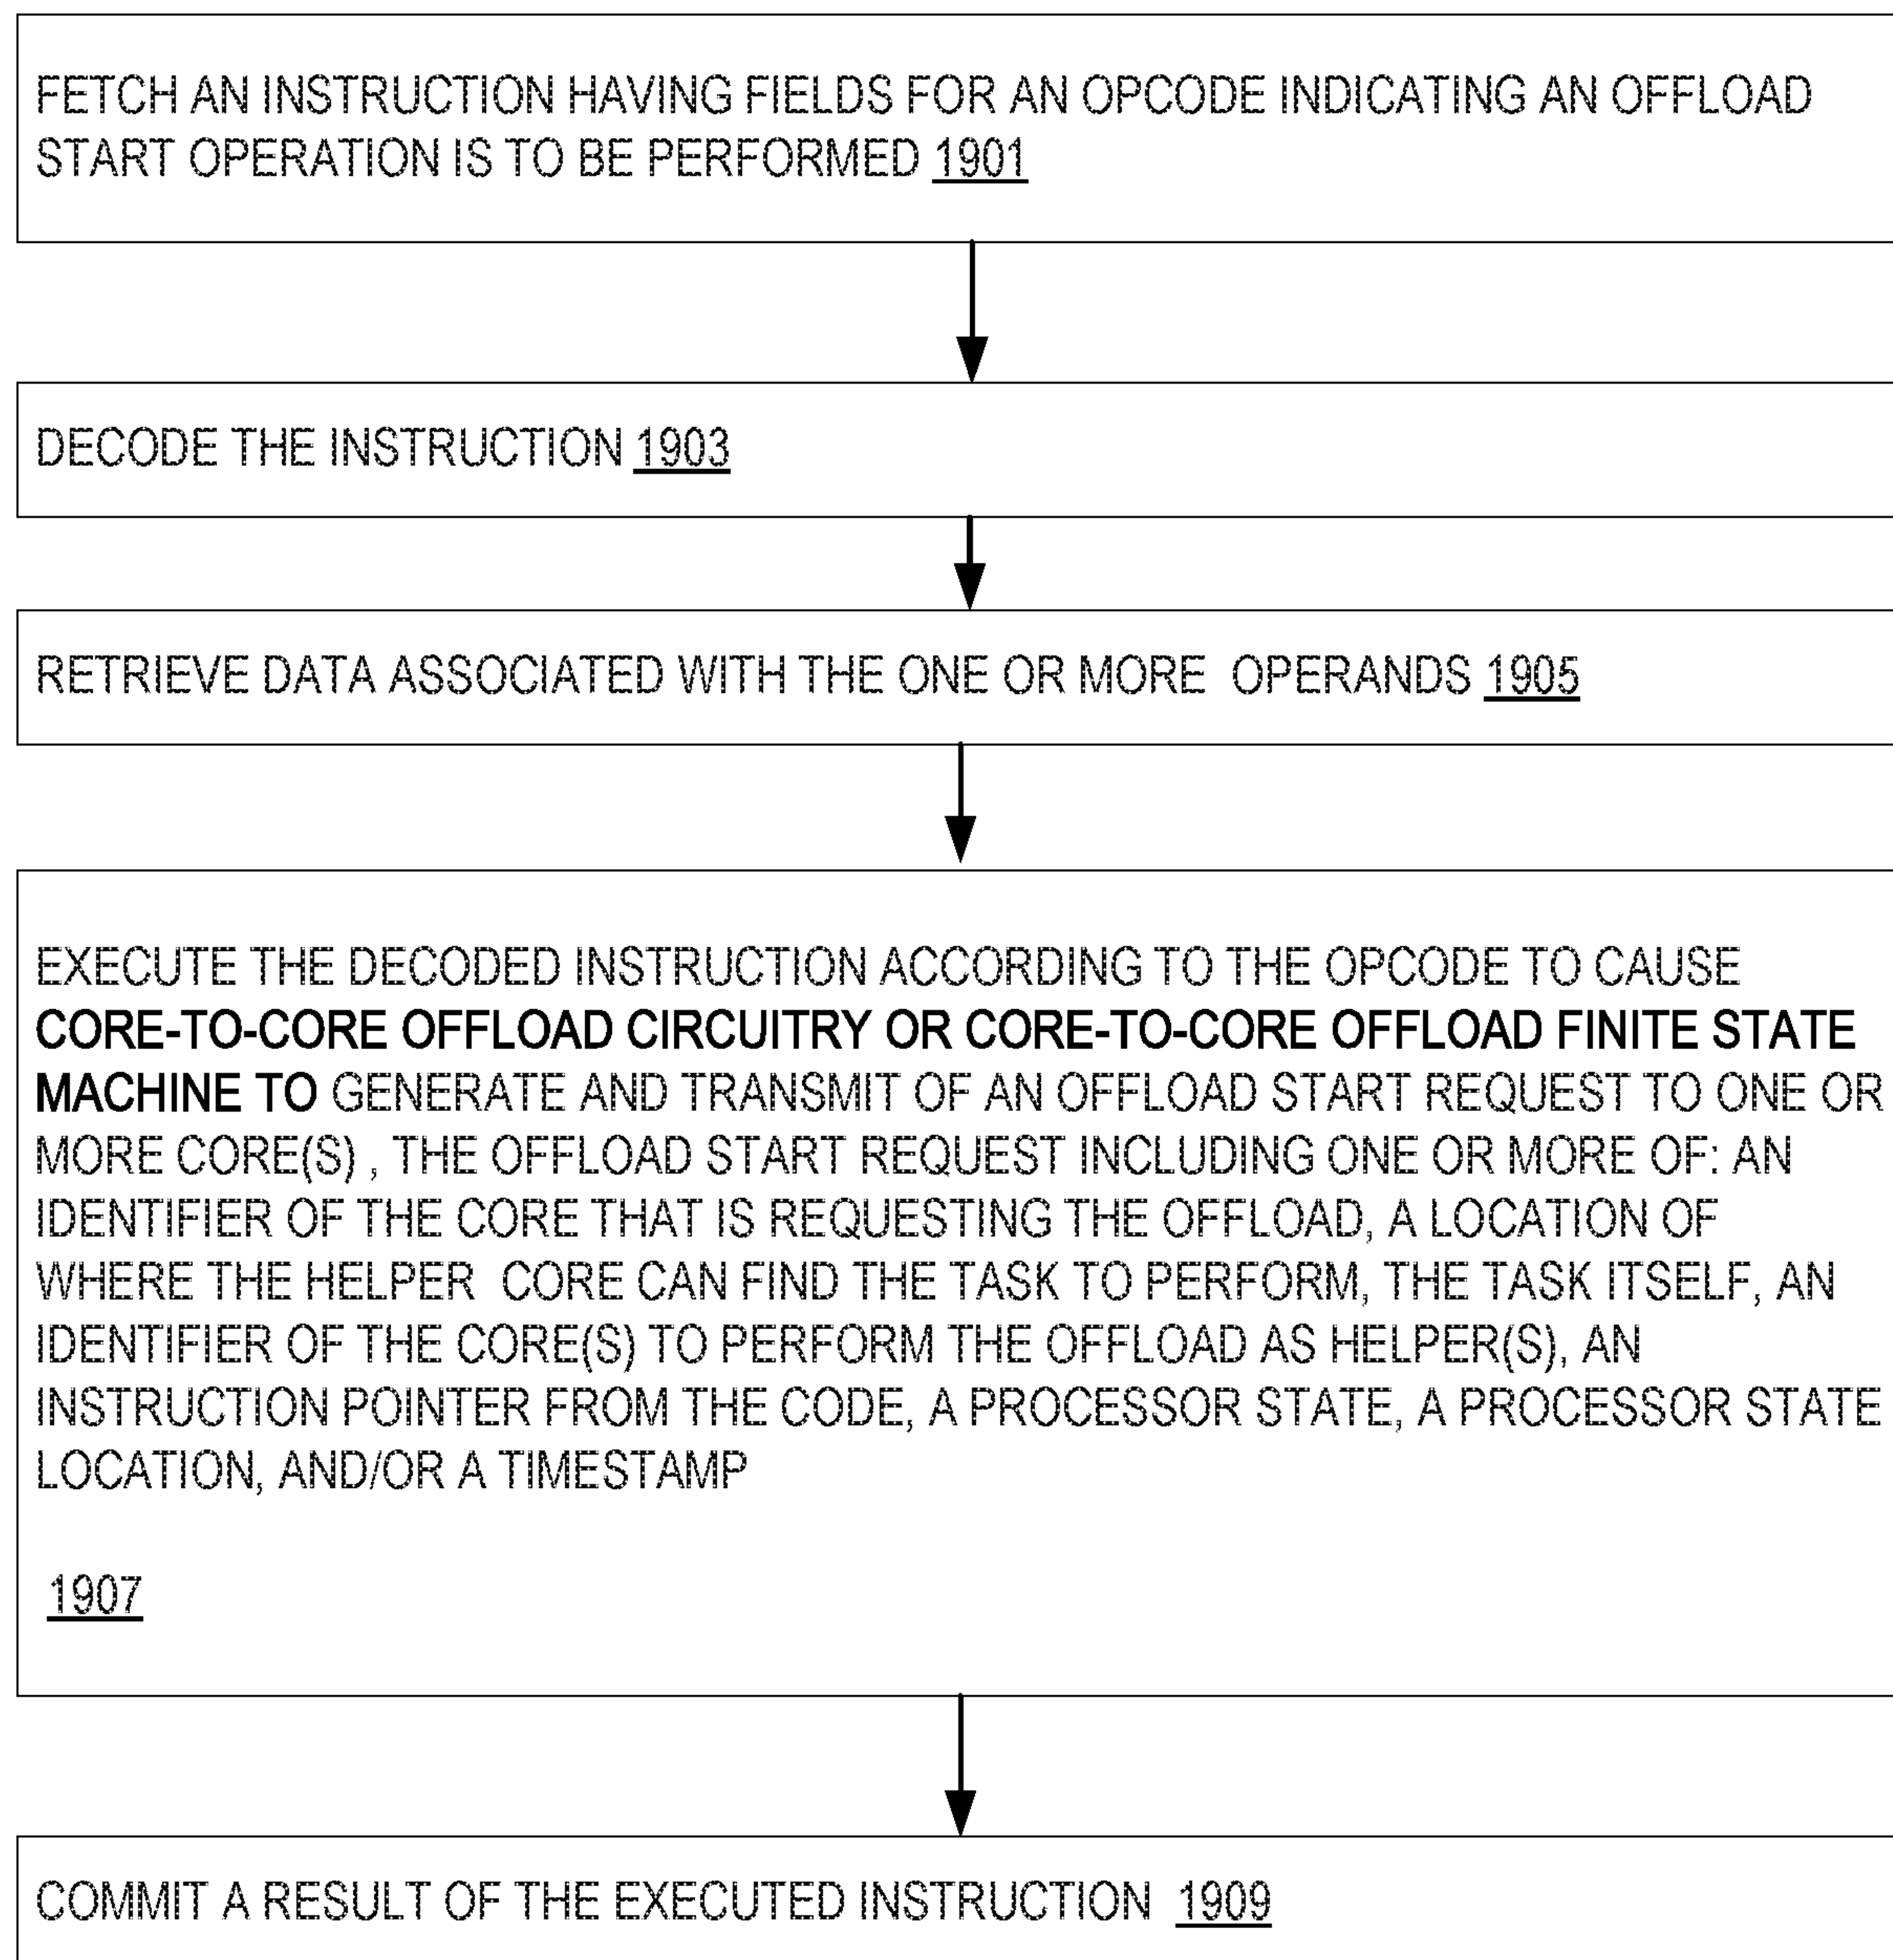 FETCH AN INSTRUCTION HAVING FIELDS FOR AN OPCODE INDICATING AN OFFLOAD
START OPERATION IS TO BE PERFORMED 1901
DECODE THE INSTRUCTION 1903
RETRIEVE DATA ASSOCIATED WITH THE ONE OR MORE OPERANDS 1905
EXECUTE THE DECODED INSTRUCTION ACCORDING TO THE OPCODE TO CAUSE
CORE-TO-CORE OFFLOAD CIRCUITRY OR CORE-TO-CORE OFFLOAD FINITE STATE
MACHINE TO GENERATE AND TRANSMIT OF AN OFFLOAD START REQUEST TO ONE OR
MORE CORE(S) , THE OFFLOAD START REQUEST INCLUDING ONE OR MORE OF: AN
IDENTIFIER OF THE CORE THAT IS REQUESTING THE OFFLOAD, A LOCATION OF
WHERE THE HELPER CORE CAN FIND THE TASK TO PERFORM, THE TASK ITSELF, AN
IDENTIFIER OF THE CORE(S) TO PERFORM THE OFFLOAD AS HELPER(S), AN
INSTRUCTION POINTER FROM THE CODE, A PROCESSOR STATE, A PROCESSOR STATE
LOCATION, AND/OR A TIMESTAMP
1907
COMMIT A RESULT OF THE EXECUTED INSTRUCTION 1909